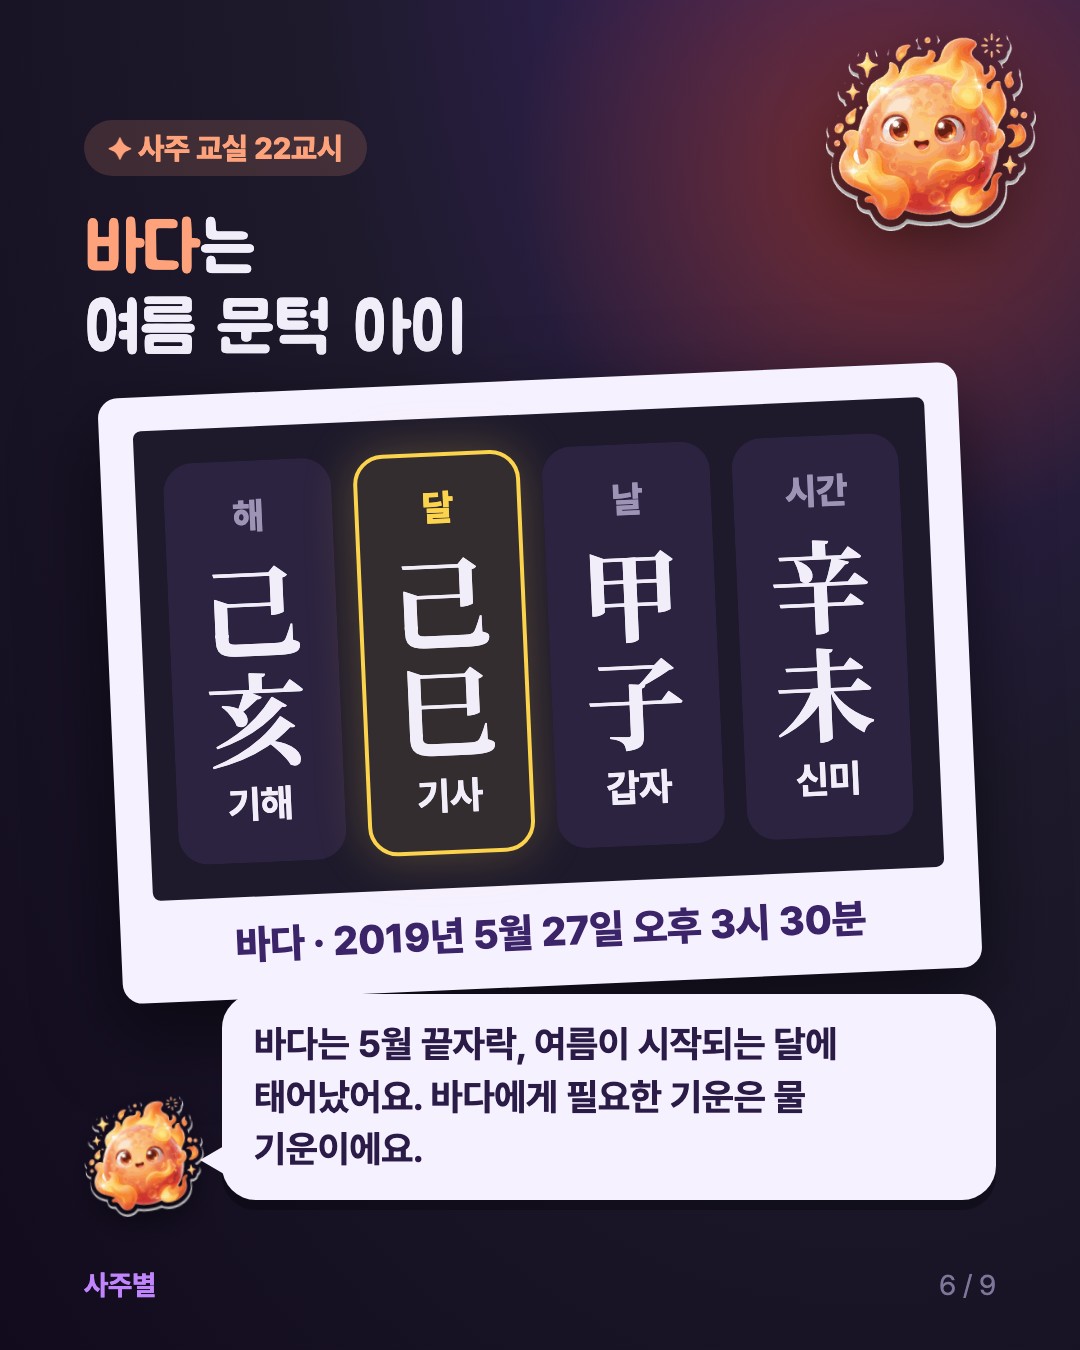 사주 교실 22교시
바다는
여름 문턱 아이
해
己
亥
기해
달
己
巳
기사
날
甲
子
갑자
시간
辛
未
신미
바다 · 2019년 5월 27일 오후 3시 30분
바다는 5월 끝자락, 여름이 시작되는 달에
태어났어요. 바다에게 필요한 기운은 물
기운이에요.
사주별
6 / 9